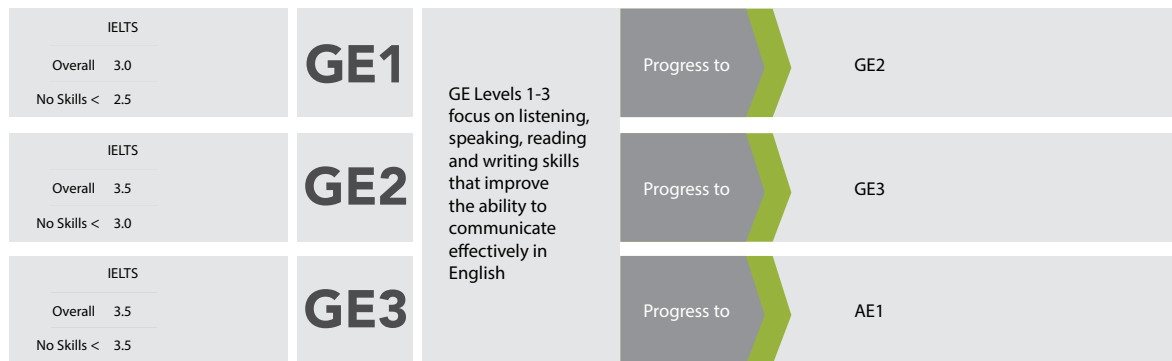 IELTS
Overall 3.0
No Skills < 2.5
GE1
Progress to
GE2
GE Levels 1-3
focus on listening,
speaking, reading
and writing skills
that improve
the ability to
communicate
effectively in
English
IELTS
Overall 3.5
No Skills < 3.0
GE2
Progress to
GE3
IELTS
Overall 3.5
No Skills < 3.5
GE3
Progress to
AE1